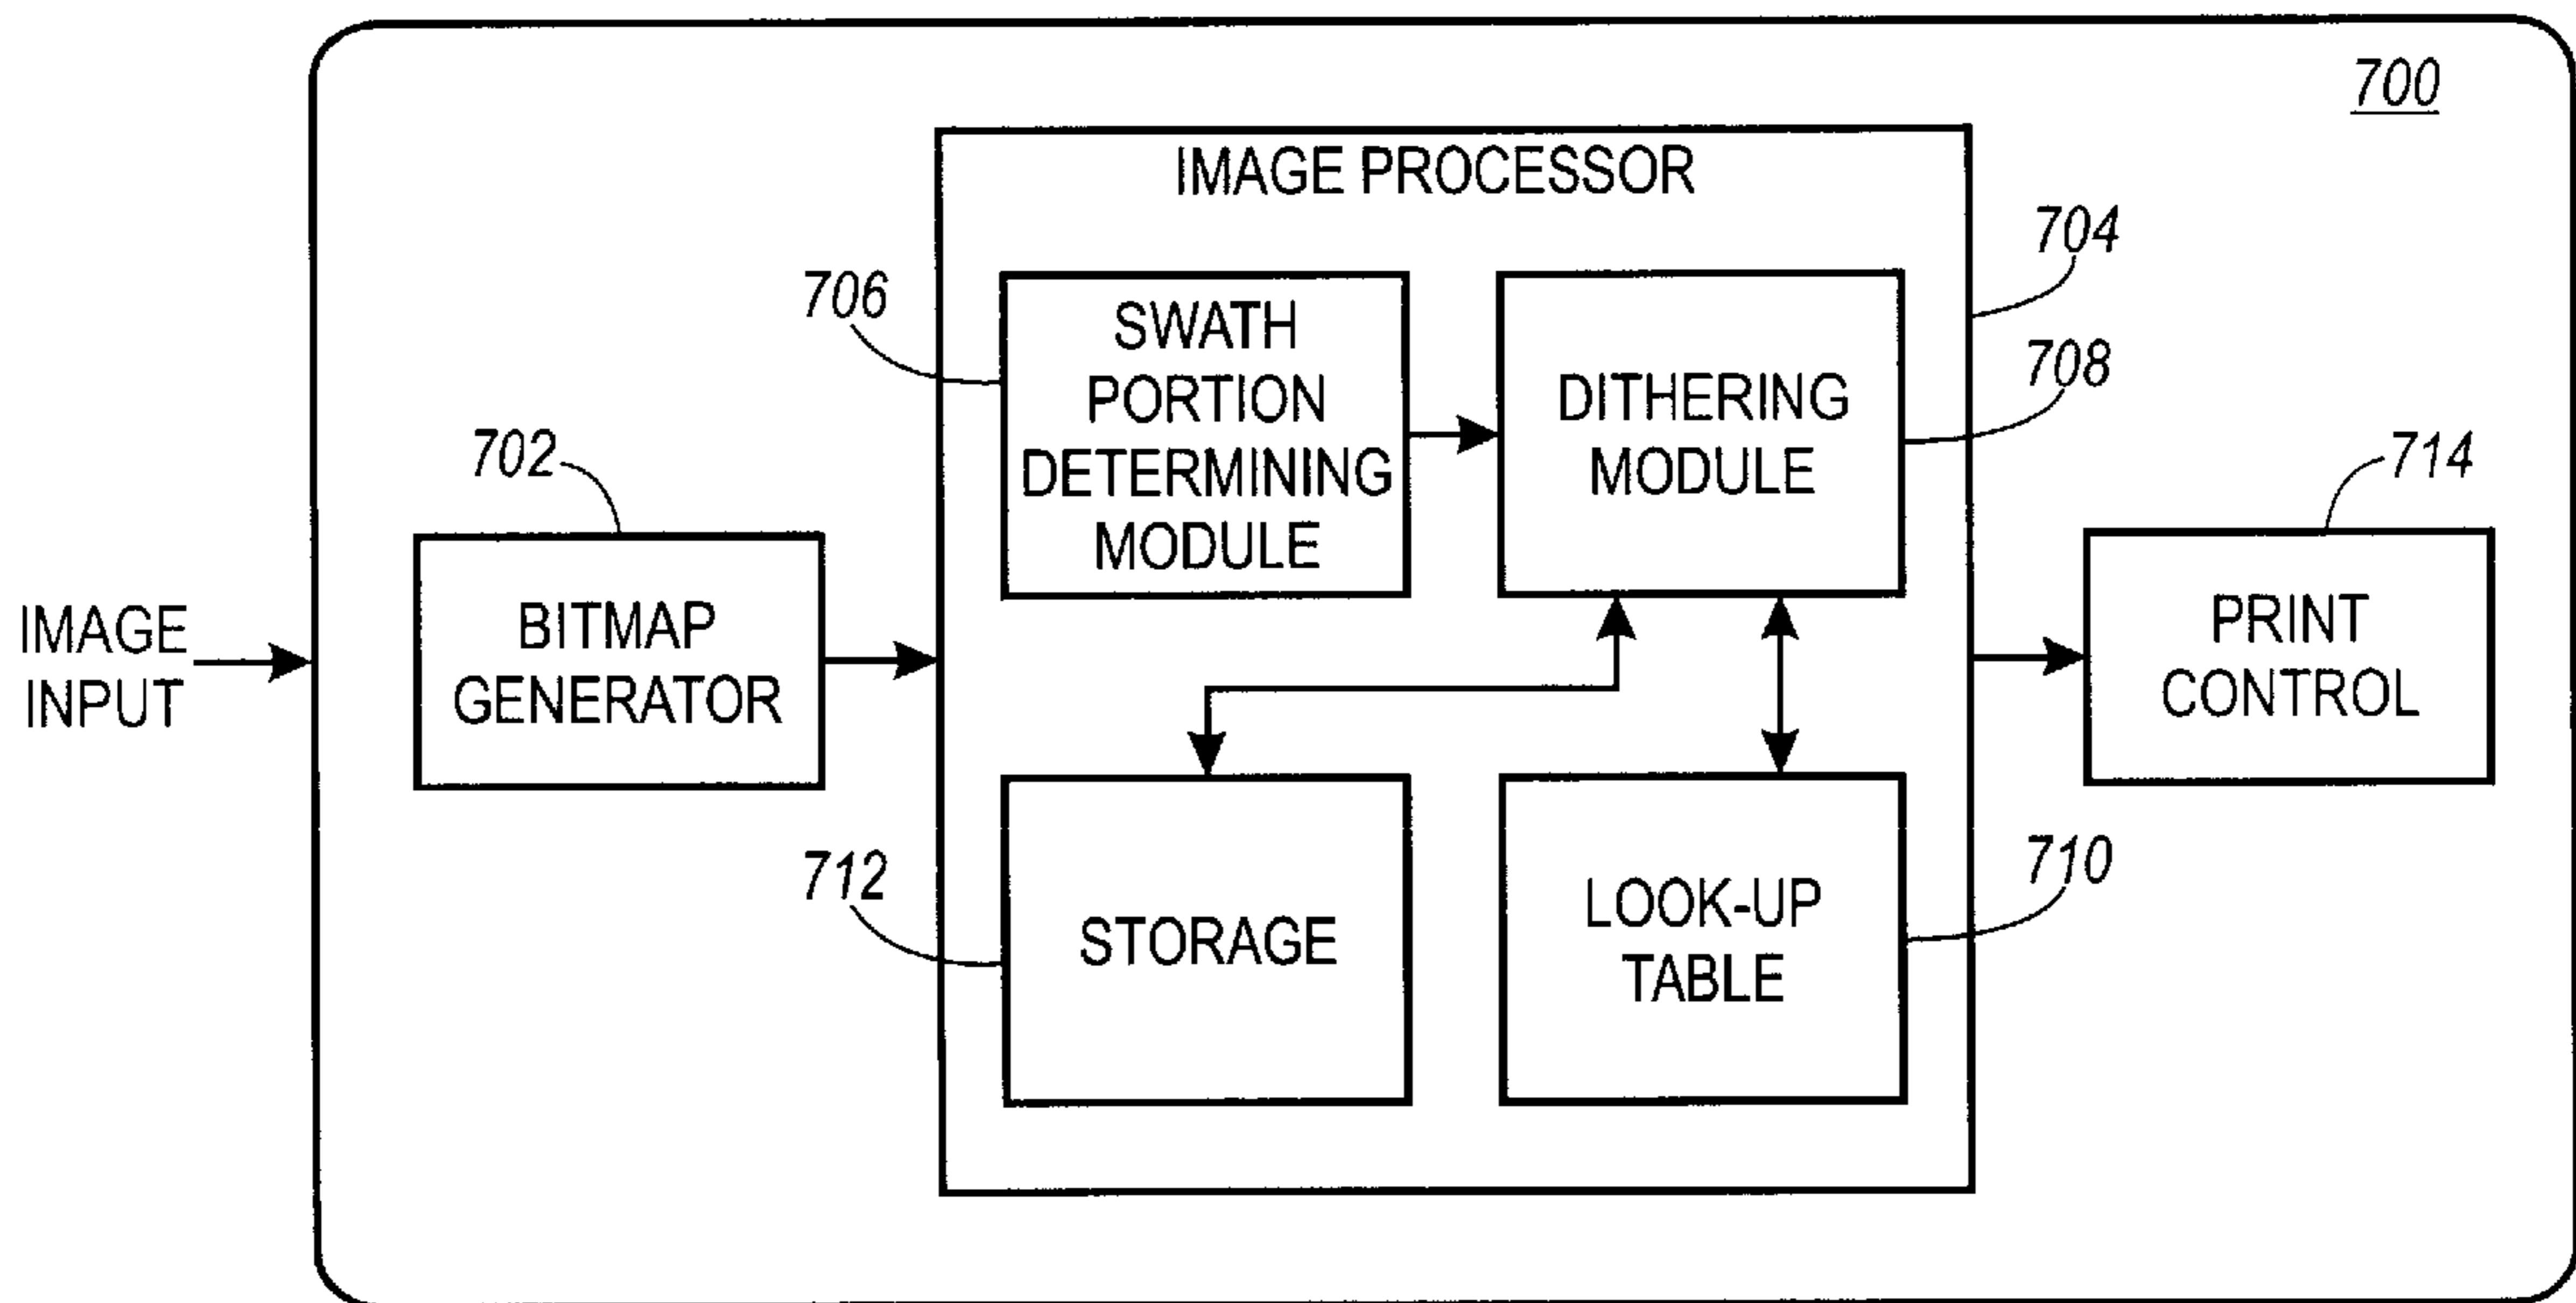 700
IMAGE PROCESSOR
704
706
SWATH
PORTION
DETERMINING
MODULE
DITHERING
MODULE
708
702
714
IMAGE
INPUT
BITMAP
GENERATOR
PRINT
CONTROL
712
STORAGE
LOOK-UP
TABLE
710